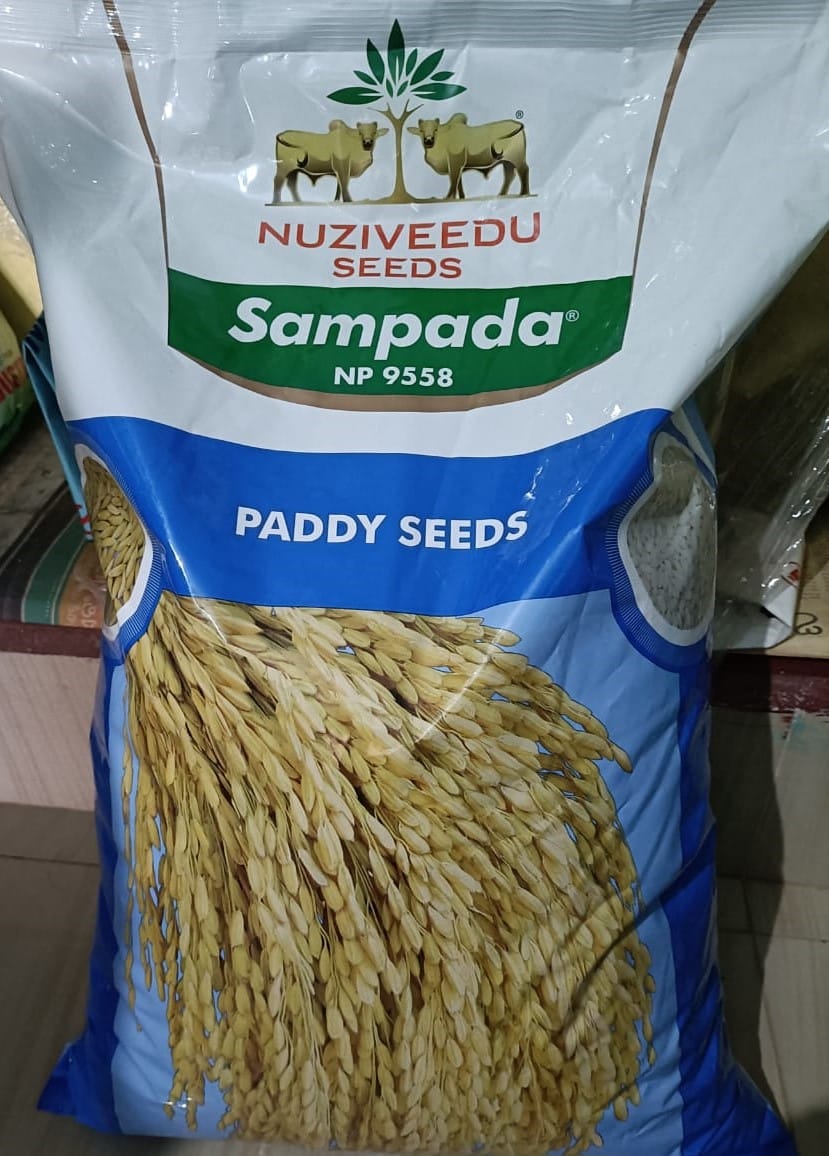 NUZIVEEDU
SEEDS
Sampada®
NP 9558
PADDY SEEDS